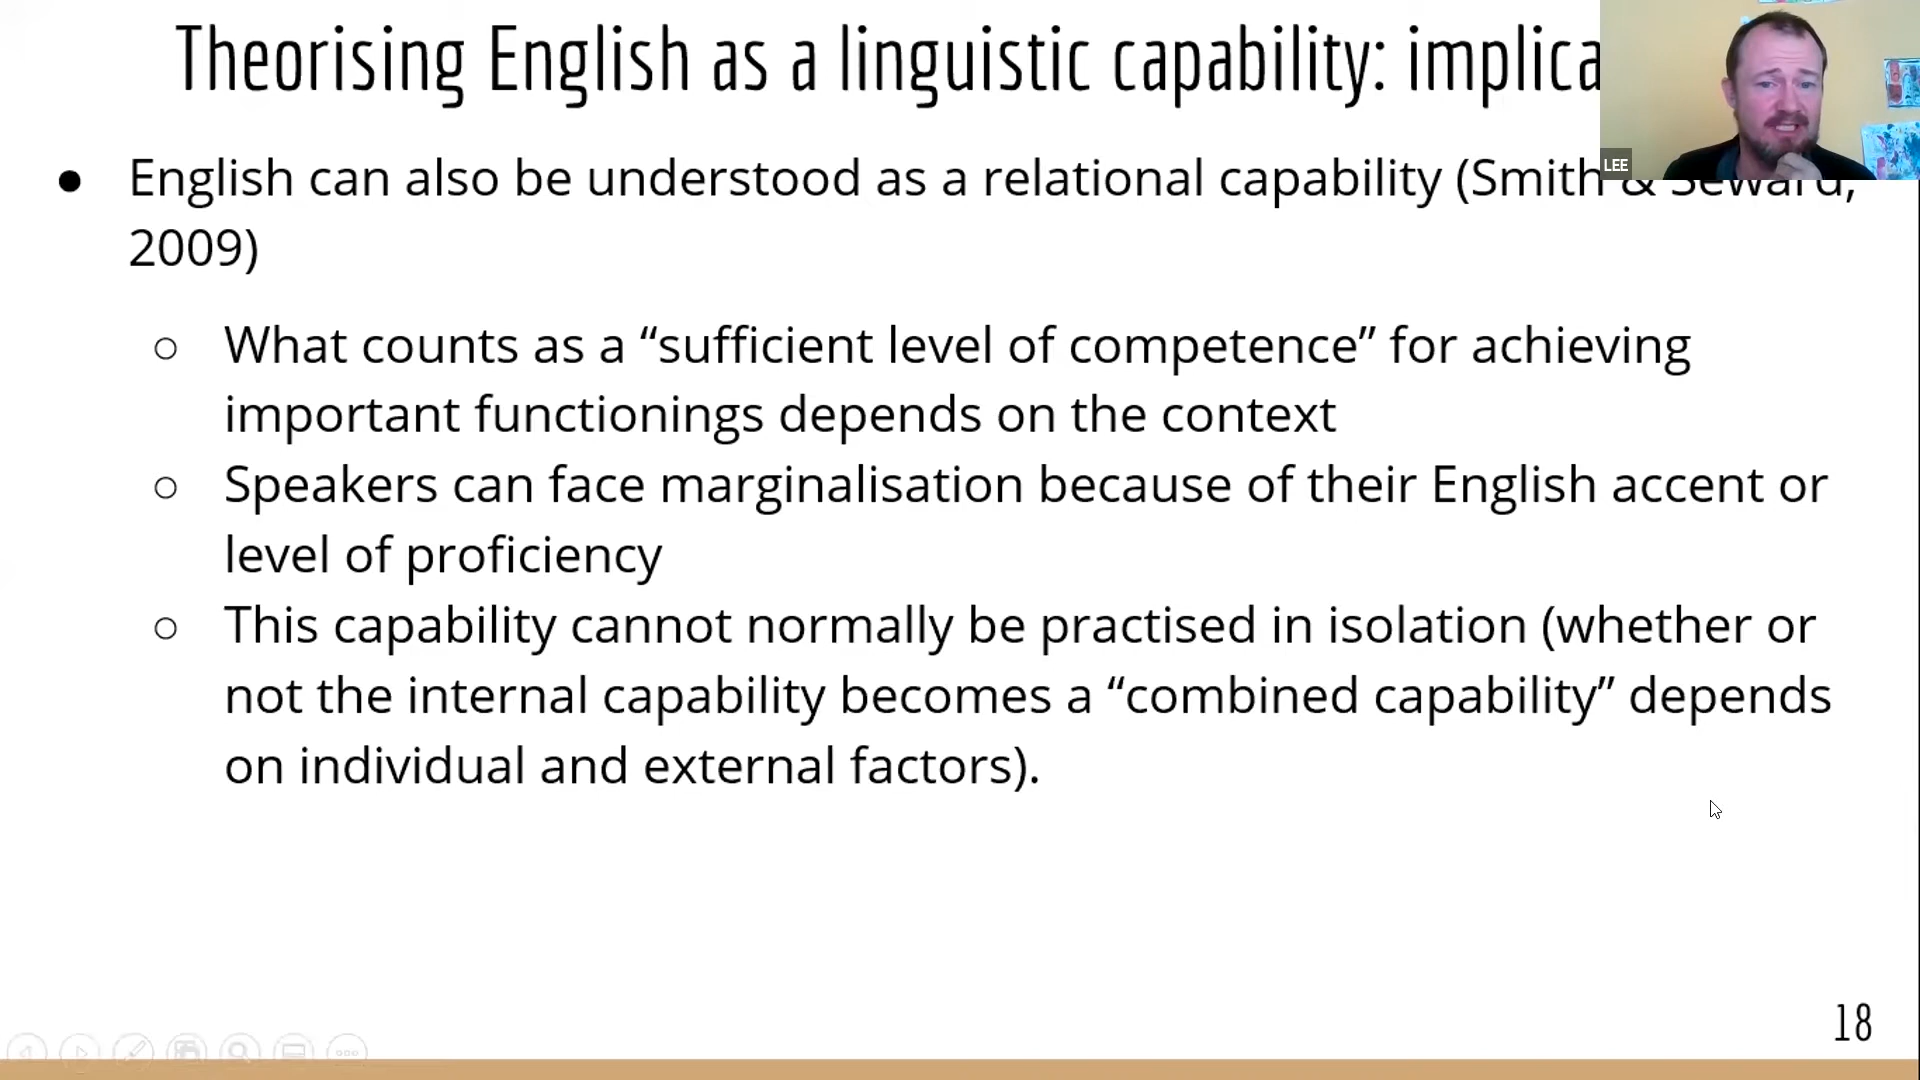 Theorising English as a linguistic capability: implica
LEE
● English can also be understood as a relational capability (Smith & Seward,
2009)
○ What counts as a “sufficient level of competence” for achieving
important functionings depends on the context
○ Speakers can face marginalisation because of their English accent or
level of proficiency
○ This capability cannot normally be practised in isolation (whether or
not the internal capability becomes a “combined capability” depends
on individual and external factors).
18